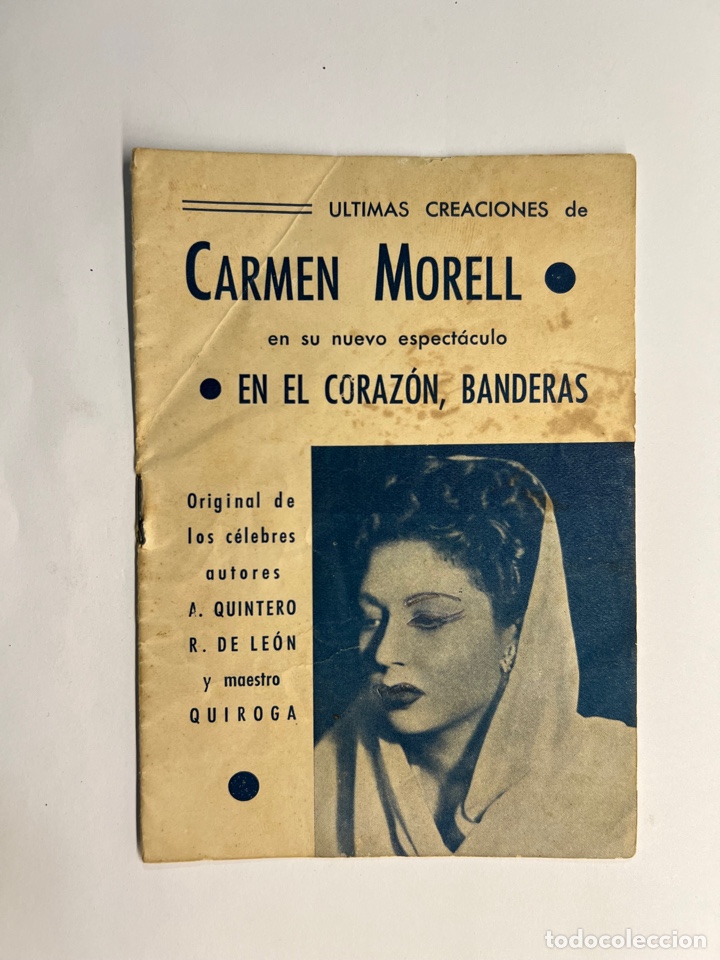 ULTIMAS CREACIONES de
CARMEN MORELL
en su nuevo espectáculo
EN EL CORAZÓN, BANDERAS
Original de
los célebres
autores
A. QUINTERO
R. DE LEÓN
y maestro
QUIROGA
todocoleccion